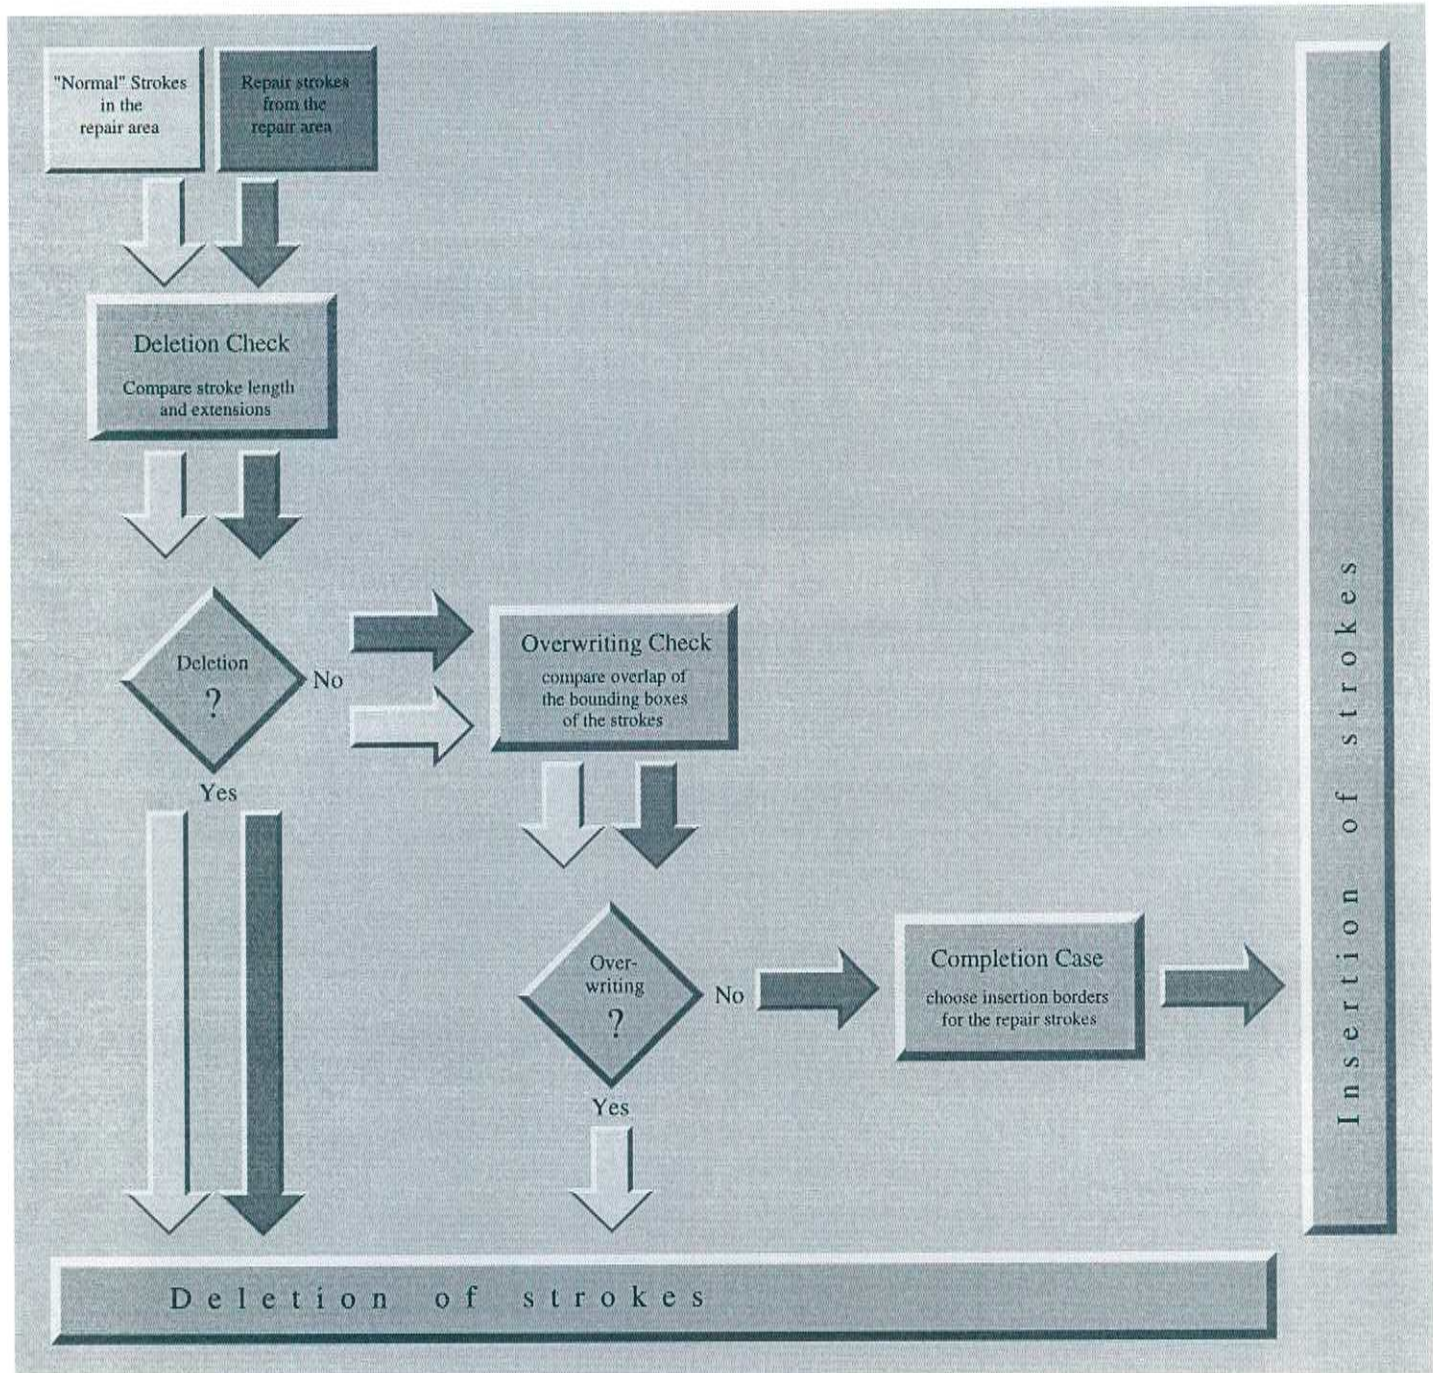 "Normal" Strokes
in the
repair area
Repair strokes
from the
repair area
Deletion Check
Compare stroke length
and extensions
Deletion
?
No
Yes
Overwriting Check
compare overlap of
the bounding boxes
of the strokes
Over-
writing
?
No
Yes
Completion Case
choose insertion borders
for the repair strokes
Insertion of strokes
Deletion of strokes